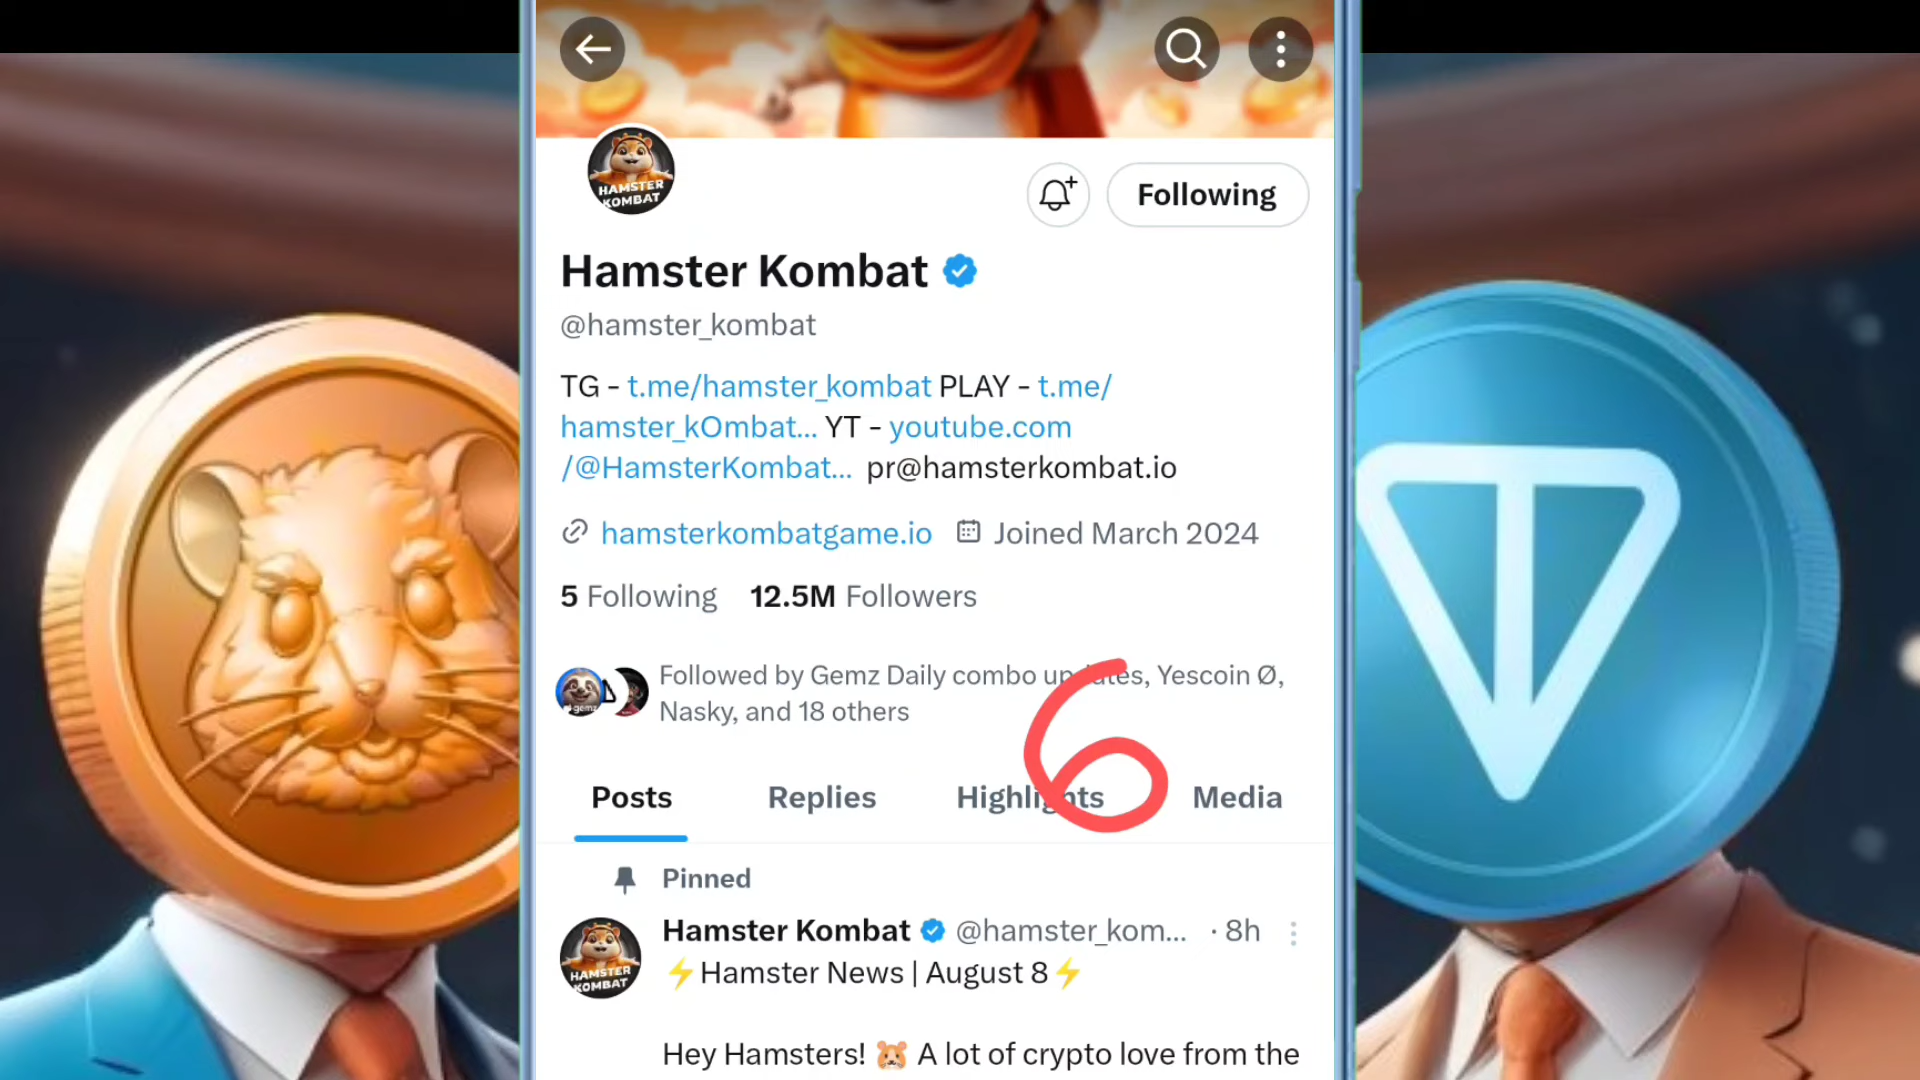 HAMSTER
KOMBAT
Following
Hamster Kombat
@hamster_kombat
TG - t.me/hamster_kombat PLAY - t.me/
hamster_kOmbat... YT - youtube.com
/@HamsterKombat... pr@hamsterkombat.io
hamsterkombatgame.io Joined March 2024
5 Following 12.5M Followers
gemz
Followed by Gemz Daily combo updates, Yescoin Ø,
Nasky, and 18 others
6
Posts Replies Highlights Media
Pinned
HAMSTER
KOMBAT
Hamster Kombat @hamster_kom... · 8h
⚡Hamster News | August 8⚡
Hey Hamsters! 🐹 A lot of crypto love from the